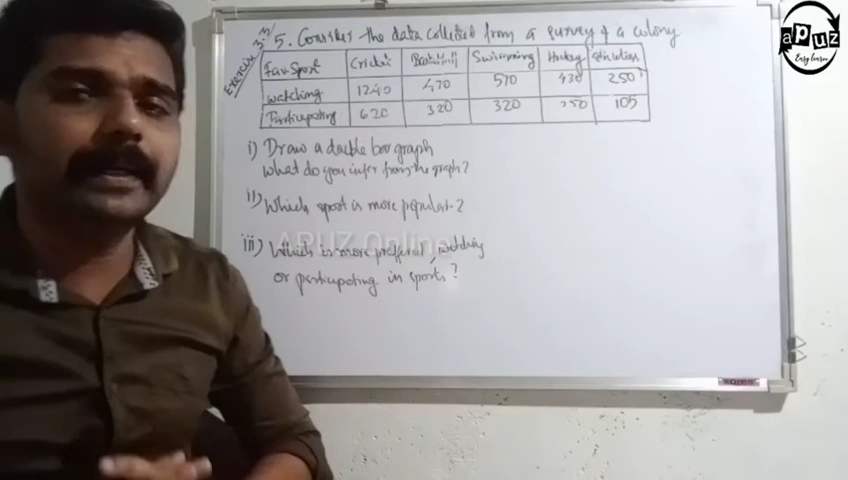 Exercise 3.3
5. Consider the data collected from a survey of a colony
Fav.Sport Cricket Basketball Swimming Hockey Athletics
watching 1240 470 510 430 250
Participating 620 320 320 250 105
i) Draw a double bar graph
what do you infer from the graph?
ii) Which sport is more popular?
iii) Which is more preferred, watching
or participating in sports?
APUZ Online
apuz
Easy learn